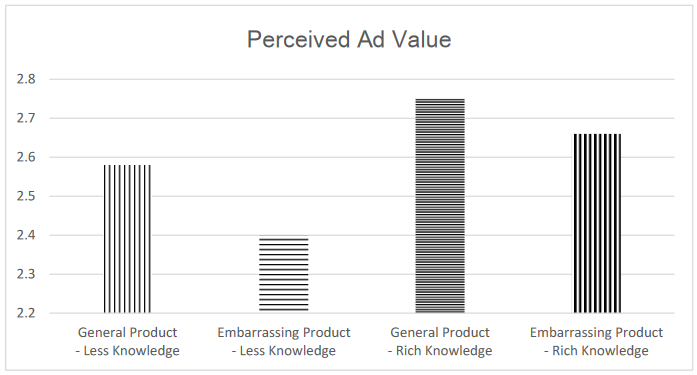 Perceived Ad Value
2.8
2.7
2.6
2.5
2.4
2.3
2.2
General Product
- Less Knowledge
Embarrassing Product
- Less Knowledge
General Product
- Rich Knowledge
Embarrassing Product
- Rich Knowledge